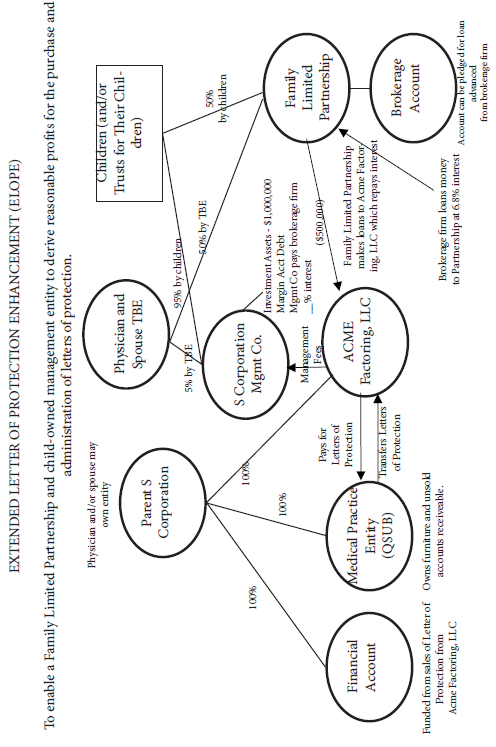 EXTENDED LETTER OF PROTECTION ENHANCEMENT (ELOPE)
To enable a Family Limited Partnership and child-owned management entity to derive reasonable profits for the purchase and
administration of letters of protection.
Physician and/or spouse may
own entity
Parent S
Corporation
Physician and
Spouse TBE
Children (and/or
Trusts for Their Chil-
dren)
5% by TBE
95% by children
50% by TBE
50%
by children
S Corporation
Mgmt Co.
Investment Assets - $1,000,000
Margin Acct Debt
Mgmt Co pays brokerage firm
__% interest
Family
Limited
Partnership
($500,000)
Management
Fees
100%
100%
100%
Financial
Account
Medical Practice
Entity
(QSUB)
Pays for
Letters of
Protection
Transfers Letters
of Protection
ACME
Factoring, LLC
Family Limited Partnership
makes loans to Acme Factor-
ing, LLC which repays interest
Brokerage
Account
Funded from sales of Letter of
Protection from
Acme Factoring, LLC
Owns furniture and unsold
accounts receiveable.
Brokerage firm loans money
to Partnership at 6.8% interest
Account can be pledged for loan
advanced
from brokerage firm